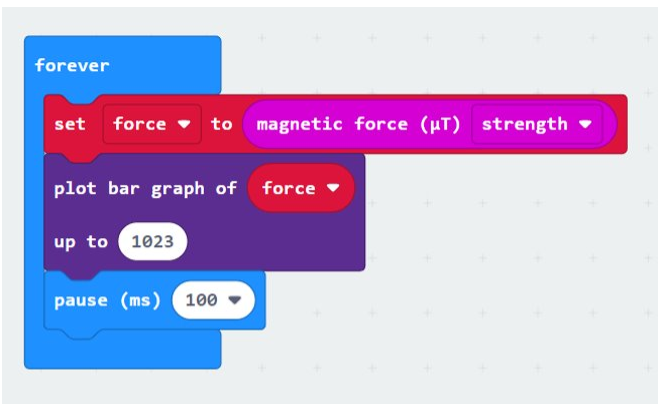 forever
set force to magnetic force (µT) strength
plot bar graph of force
up to 1023
pause (ms) 100